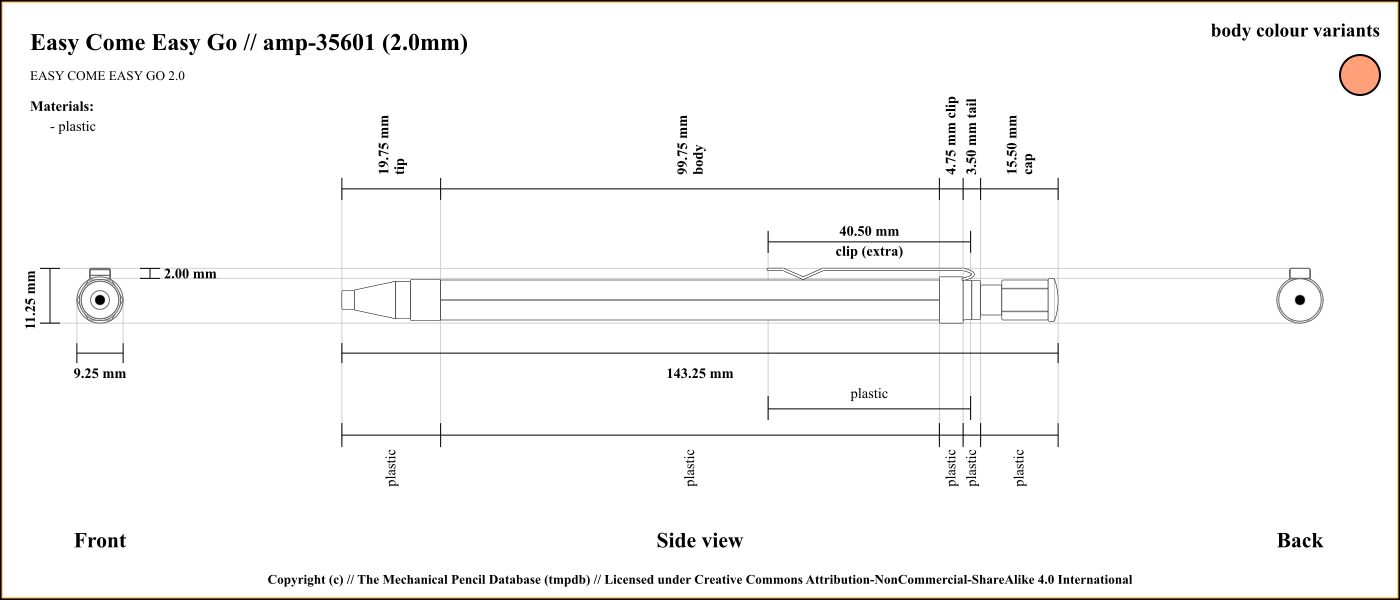 Easy Come Easy Go // amp-35601 (2.0mm)
body colour variants
EASY COME EASY GO 2.0
Materials:
- plastic
19.75 mm
tip
99.75 mm
body
4.75 mm clip
3.50 mm tail
15.50 mm
cap
40.50 mm
clip (extra)
2.00 mm
11.25 mm
9.25 mm
143.25 mm
plastic
plastic
plastic
plastic
plastic
plastic
Front
Side view
Back
Copyright (c) // The Mechanical Pencil Database (tmpdb) // Licensed under Creative Commons Attribution-NonCommercial-ShareAlike 4.0 International